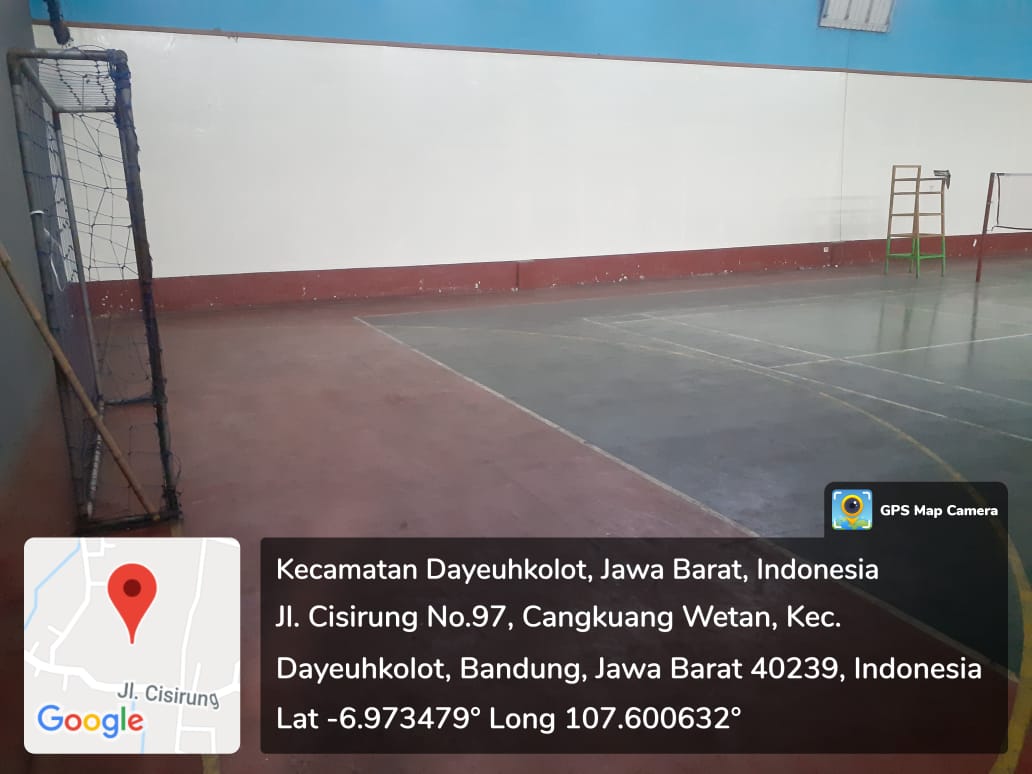 GPS Map Camera
Kecamatan Dayeuhkolot, Jawa Barat, Indonesia
Jl. Cisirung No.97, Cangkuang Wetan, Kec.
Dayeuhkolot, Bandung, Jawa Barat 40239, Indonesia
Lat -6.973479° Long 107.600632°
Jl. Cisirung
Google